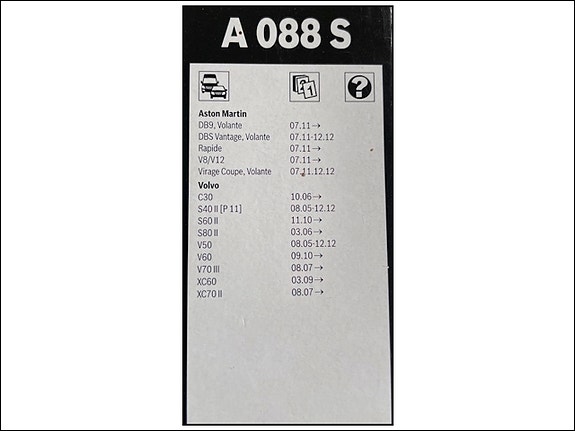 A 088 S
21
?
Aston Martin
DB9, Volante 07.11→
DBS Vantage, Volante 07.11-12.12
Rapide 07.11→
V8/V12 07.11→
Virage Coupe, Volante 07.11.12.12
Volvo
C30 10.06→
S40 II [P 11] 08.05-12.12
S60 II 11.10→
S80 II 03.06→
V50 08.05-12.12
V60 09.10→
V70 III 08.07→
XC60 03.09→
XC70 II 08.07→